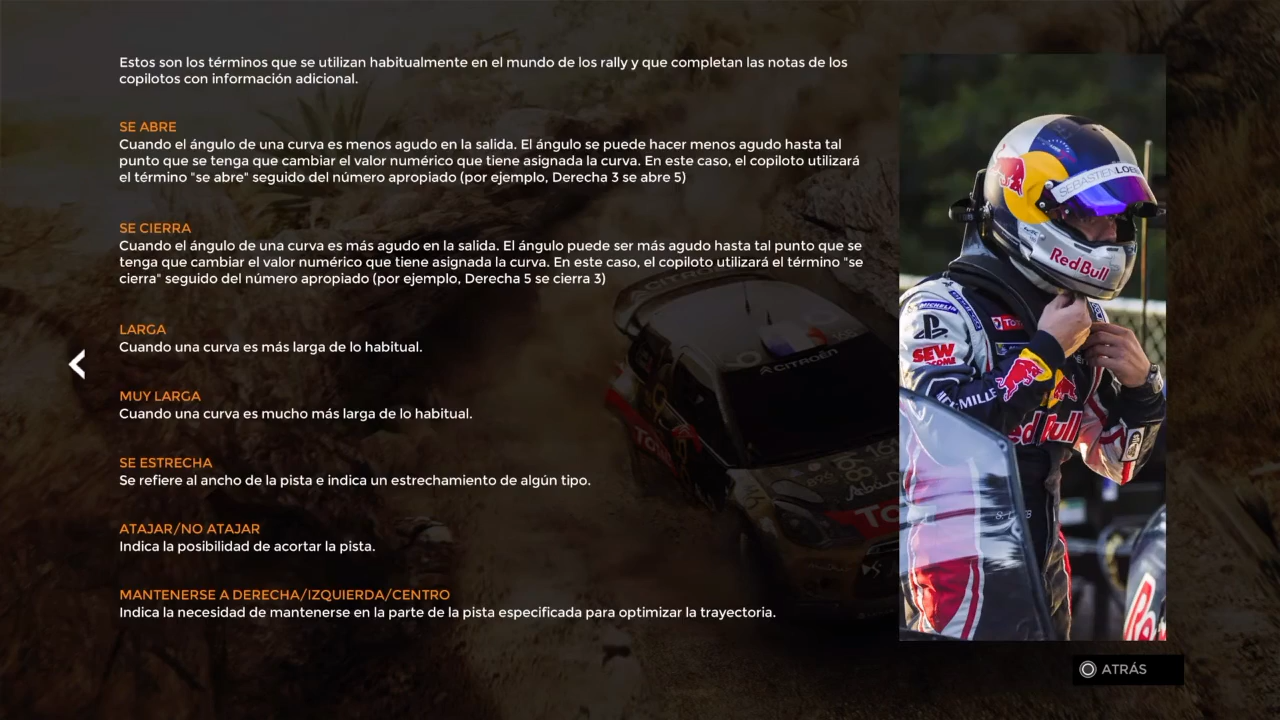 Estos son los términos que se utilizan habitualmente en el mundo de los rally y que completan las notas de los
copilotos con información adicional.
SE ABRE
Cuando el ángulo de una curva es menos agudo en la salida. El ángulo se puede hacer menos agudo hasta tal
punto que se tenga que cambiar el valor numérico que tiene asignada la curva. En este caso, el copiloto utilizará
el término "se abre" seguido del número apropiado (por ejemplo, Derecha 3 se abre 5)
SE CIERRA
Cuando el ángulo de una curva es más agudo en la salida. El ángulo puede ser más agudo hasta tal punto que se
tenga que cambiar el valor numérico que tiene asignada la curva. En este caso, el copiloto utilizará el término "se
cierra" seguido del número apropiado (por ejemplo, Derecha 5 se cierra 3)
LARGA
Cuando una curva es más larga de lo habitual.
MUY LARGA
Cuando una curva es mucho más larga de lo habitual.
SE ESTRECHA
Se refiere al ancho de la pista e indica un estrechamiento de algún tipo.
ATAJAR/NO ATAJAR
Indica la posibilidad de acortar la pista.
MANTENERSE A DERECHA/IZQUIERDA/CENTRO
Indica la necesidad de mantenerse en la parte de la pista especificada para optimizar la trayectoria.
SEBASTIEN LOEB
Red Bull
MICHELIN
SEW
Red Bull
CITROËN
ATRÁS